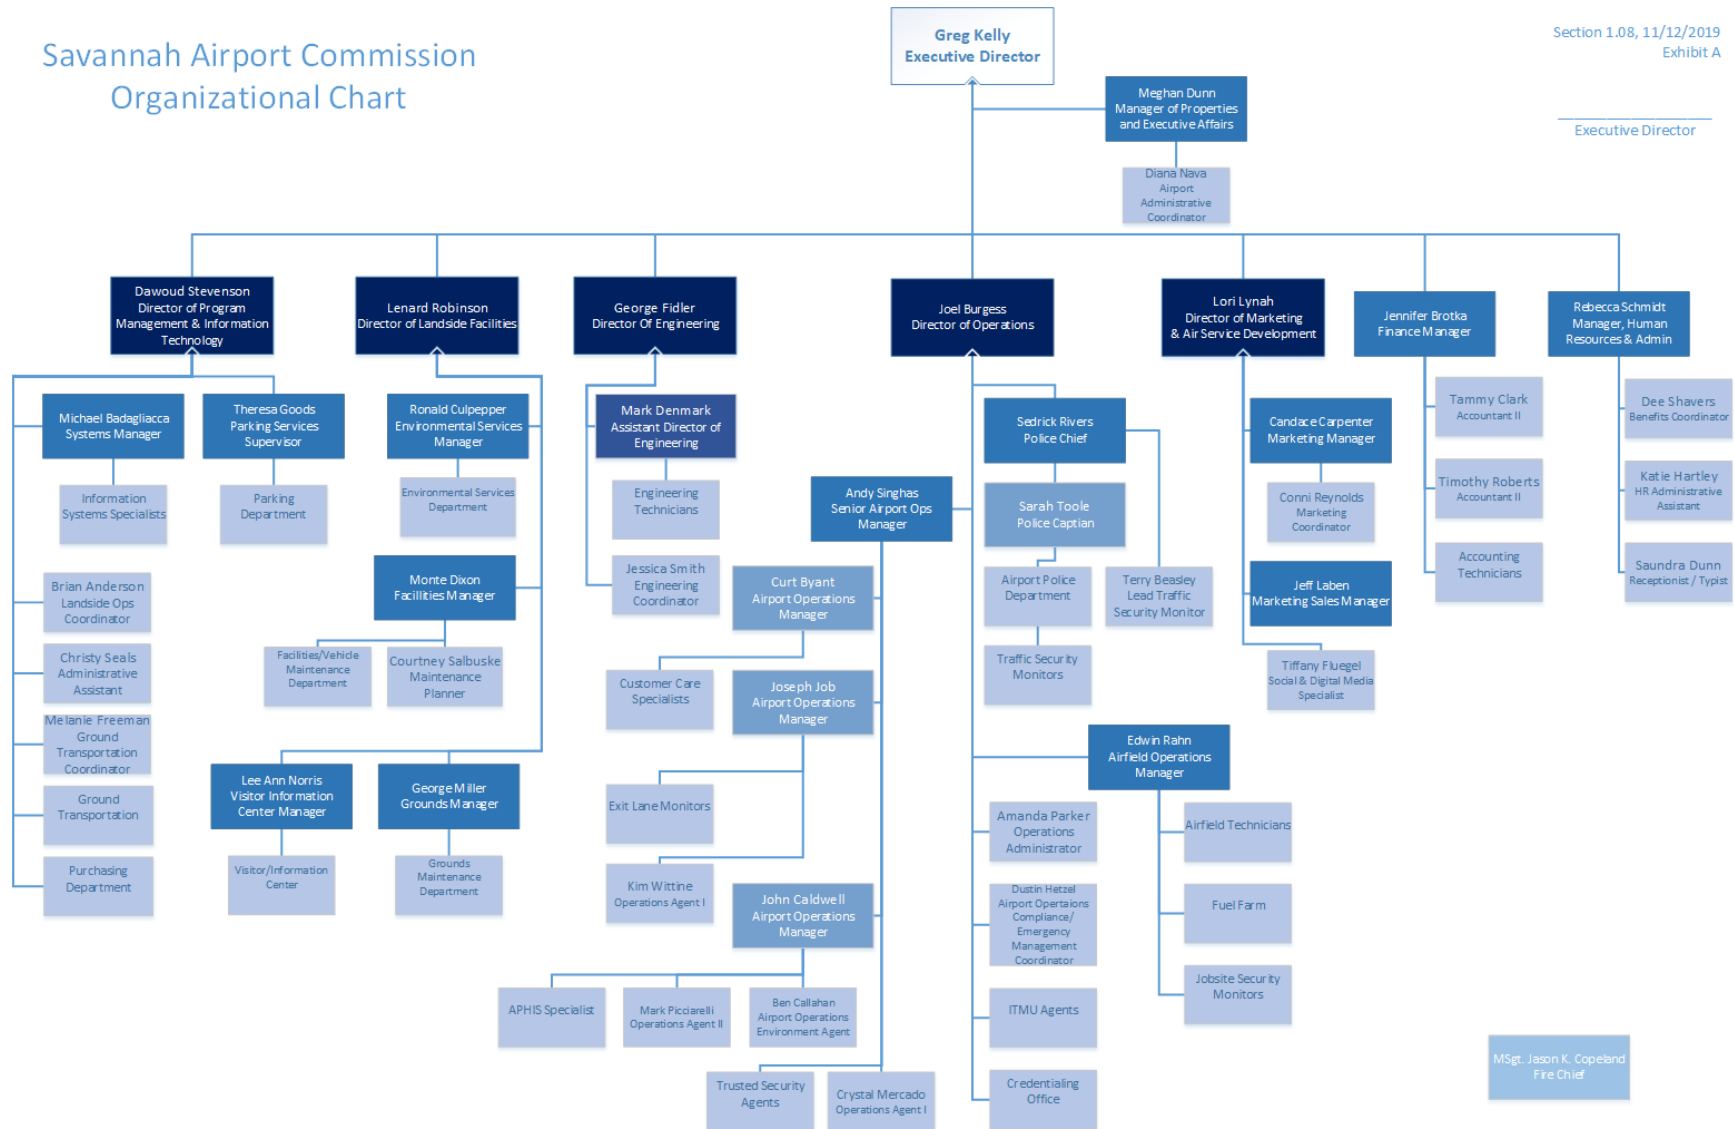 Savannah Airport Commission
Organizational Chart
Greg Kelly
Executive Director
Section 1.08, 11/12/2019
Exhibit A
Executive Director
Meghan Dunn
Manager of Properties
and Executive Affairs
Diana Nava
Airport
Administrative
Coordinator
Dawoud Stevenson
Director of Program
Management & Information
Technology
Lenard Robinson
Director of Landside Facilities
George Fidler
Director Of Engineering
Joel Burgess
Director of Operations
Lori Lynah
Director of Marketing
& Air Service Development
Jennifer Brotka
Finance Manager
Rebecca Schmidt
Manager, Human
Resources & Admin
Michael Badagliacca
Systems Manager
Theresa Goods
Parking Services
Supervisor
Information
Systems Specialists
Parking
Department
Brian Anderson
Landside Ops
Coordinator
Christy Seals
Administrative
Assistant
Melanie Freeman
Ground
Transportation
Coordinator
Ground
Transportation
Purchasing
Department
Ronald Culpepper
Environmental Services
Manager
Environmental Services
Department
Monte Dixon
Facillities Manager
Facilities/Vehicle
Maintenance
Department
Courtney Salbuske
Maintenance
Planner
Lee Ann Norris
Visitor Information
Center Manager
George Miller
Grounds Manager
Visitor/Information
Center
Grounds
Maintenance
Department
Mark Denmark
Assistant Director of
Engineering
Engineering
Technicians
Jessica Smith
Engineering
Coordinator
Sedrick Rivers
Police Chief
Sarah Toole
Police Captian
Airport Police
Department
Terry Beasley
Lead Traffic
Security Monitor
Traffic Security
Monitors
Andy Singhas
Senior Airport Ops
Manager
Curt Byant
Airport Operations
Manager
Customer Care
Specialists
Joseph Job
Airport Operations
Manager
Exit Lane Monitors
Kim Wittine
Operations Agent I
John Caldwell
Airport Operations
Manager
APHIS Specialist
Mark Picciarelli
Operations Agent II
Ben Callahan
Airport Operations
Environment Agent
Trusted Security
Agents
Crystal Mercado
Operations Agent I
Edwin Rahn
Airfield Operations
Manager
Airfield Technicians
Fuel Farm
Jobsite Security
Monitors
Amanda Parker
Operations
Administrator
Dustin Hetzel
Airport Opertaions
Compliance/
Emergency
Management
Coordinator
ITMU Agents
Credentialing
Office
Candace Carpenter
Marketing Manager
Conni Reynolds
Marketing
Coordinator
Jeff Laben
Marketing Sales Manager
Tiffany Fluegel
Social & Digital Media
Specialist
Tammy Clark
Accountant II
Timothy Roberts
Accountant II
Accounting
Technicians
Dee Shavers
Benefits Coordinator
Katie Hartley
HR Administrative
Assistant
Saundra Dunn
Receptionist / Typist
MSgt. Jason K. Copeland
Fire Chief